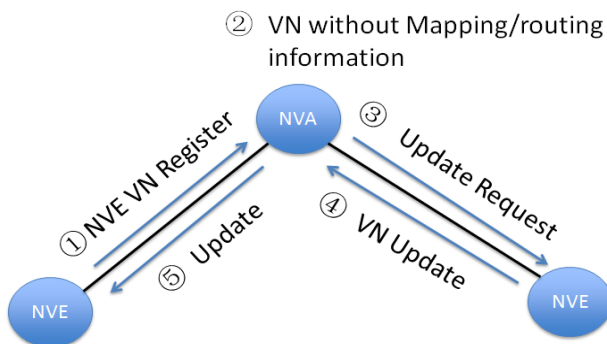 ② VN without Mapping/routing
information
NVA
① NVE VN Register
③ Update Request
④ VN Update
⑤ Update
NVE
NVE